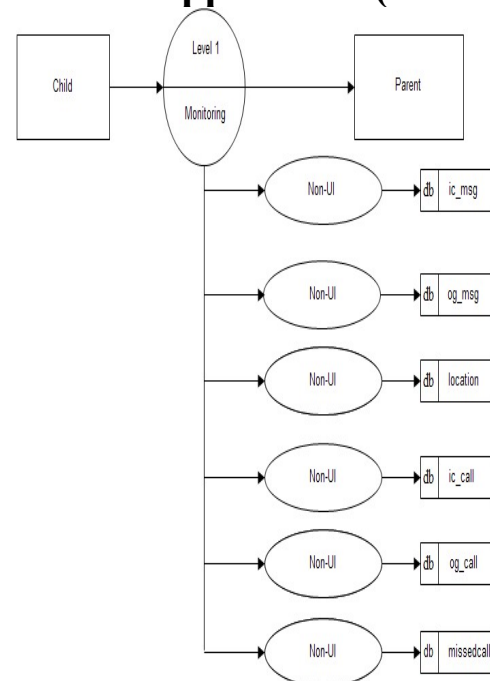 Child
Level 1
Monitoring
Parent
Non-UI
db ic_msg
Non-UI
db og_msg
Non-UI
db location
Non-UI
db ic_call
Non-UI
db og_call
Non-UI
db missedcall